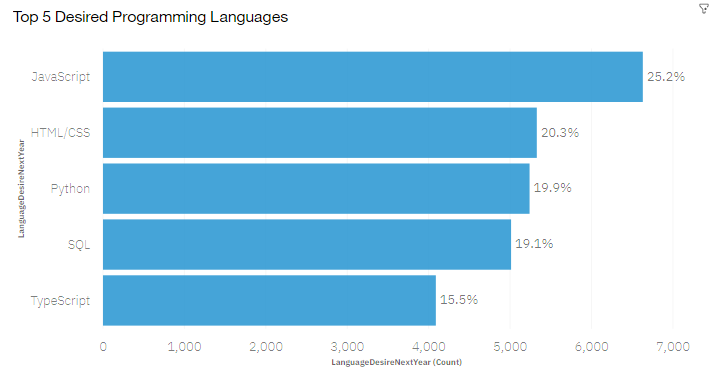 Top 5 Desired Programming Languages
JavaScript 25.2%
HTML/CSS 20.3%
Python 19.9%
SQL 19.1%
TypeScript 15.5%
LanguageDesireNextYear
0 1,000 2,000 3,000 4,000 5,000 6,000 7,000
LanguageDesireNextYear (Count)